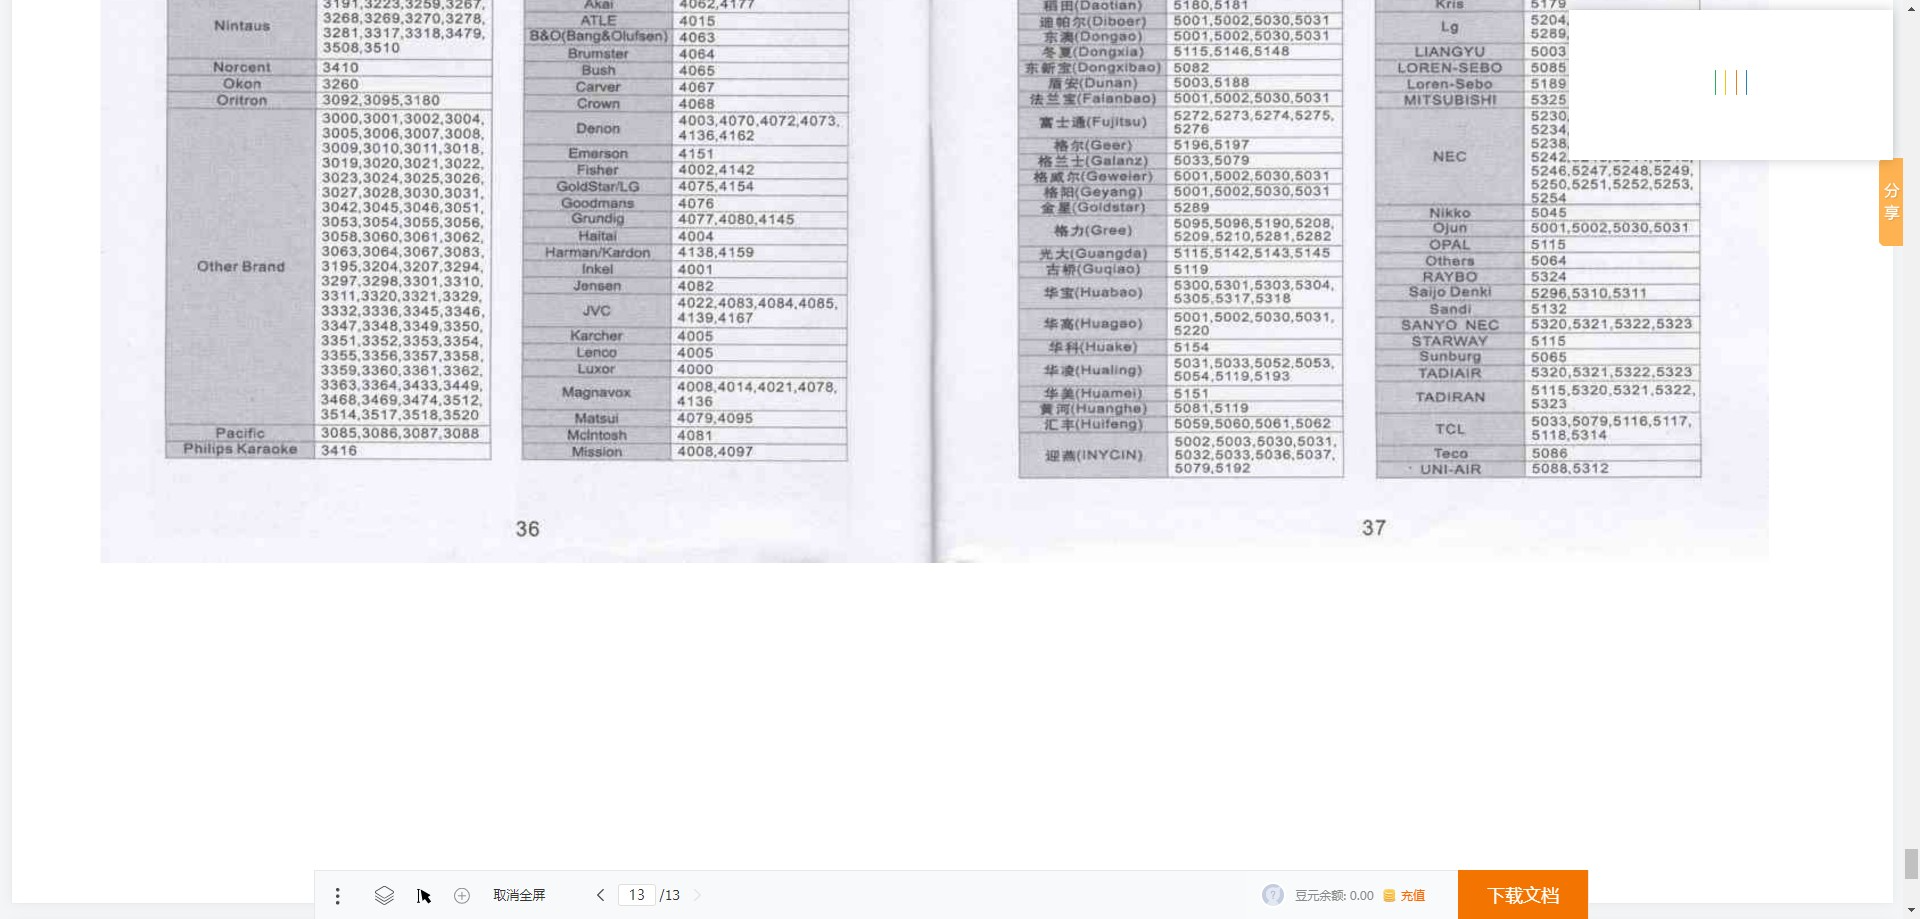 Nintaus
3191,3223,3259,3267,
3268,3269,3270,3278,
3281,3317,3318,3479,
3508,3510
Norcent 3410
Okon 3260
Oritron 3092,3095,3180
Other Brand
3000,3001,3002,3004,
3005,3006,3007,3008,
3009,3010,3011,3018,
3019,3020,3021,3022,
3023,3024,3025,3026,
3027,3028,3030,3031,
3042,3045,3046,3051,
3053,3054,3055,3056,
3058,3060,3061,3062,
3063,3064,3067,3083,
3195,3204,3207,3294,
3297,3298,3301,3310,
3311,3320,3321,3329,
3332,3336,3345,3346,
3347,3348,3349,3350,
3351,3352,3353,3354,
3355,3356,3357,3358,
3359,3360,3361,3362,
3363,3364,3433,3449,
3468,3469,3474,3512,
3514,3517,3518,3520
Pacific 3085,3086,3087,3088
Philips Karaoke 3416
Akai 4062,4177
ATLE 4015
B&O(Bang&Olufsen) 4063
Brumster 4064
Bush 4065
Carver 4067
Crown 4068
Denon
4003,4070,4072,4073,
4136,4162
Emerson 4151
Fisher 4002,4142
GoldStar/LG 4075,4154
Goodmans 4076
Grundig 4077,4080,4145
Haitai 4004
Harman/Kardon 4138,4159
Inkel 4001
Jensen 4082
JVC
4022,4083,4084,4085,
4139,4167
Karcher 4005
Lenco 4005
Luxor 4000
Magnavox
4008,4014,4021,4078,
4136
Matsui 4079,4095
McIntosh 4081
Mission 4008,4097
36
稻田(Daotian) 5180,5181
迪帕尔(Diboer) 5001,5002,5030,5031
东澳(Dongao) 5001,5002,5030,5031
冬夏(Dongxia) 5115,5146,5148
东新宝(Dongxibao) 5082
盾安(Dunan) 5003,5188
法兰宝(Falanbao) 5001,5002,5030,5031
富士通(Fujitsu)
5272,5273,5274,5275,
5276
格尔(Geer) 5196,5197
格兰士(Galanz) 5033,5079
格威尔(Geweier) 5001,5002,5030,5031
格阳(Geyang) 5001,5002,5030,5031
金星(Goldstar) 5289
格力(Gree)
5095,5096,5190,5208,
5209,5210,5281,5282
光大(Guangda) 5115,5142,5143,5145
古桥(Guqiao) 5119
华宝(Huabao)
5300,5301,5303,5304,
5305,5317,5318
华高(Huagao)
5001,5002,5030,5031,
5220
华科(Huake) 5154
华凌(Hualing)
5031,5033,5052,5053,
5054,5119,5193
华美(Huamei) 5151
黄河(Huanghe) 5081,5119
汇丰(Huifeng) 5059,5060,5061,5062
迎燕(INYCIN)
5002,5003,5030,5031,
5032,5033,5036,5037,
5079,5192
Kris 5179
Lg
5204,
5289,
LIANGYU 5003
LOREN-SEBO 5085
Loren-Sebo 5189
MITSUBISHI 5325
NEC
5230,
5234,
5238,
5242,
5246,5247,5248,5249,
5250,5251,5252,5253,
5254
Nikko 5045
Ojun 5001,5002,5030,5031
OPAL 5115
Others 5064
RAYBO 5324
Saijo Denki 5296,5310,5311
Sandi 5132
SANYO NEC 5320,5321,5322,5323
STARWAY 5115
Sunburg 5065
TADIAIR 5320,5321,5322,5323
TADIRAN
5115,5320,5321,5322,
5323
TCL
5033,5079,5116,5117,
5118,5314
Teco 5086
UNI-AIR 5088,5312
37
分
享
取消全屏
13 /13
豆元余额: 0.00
充值
下载文档